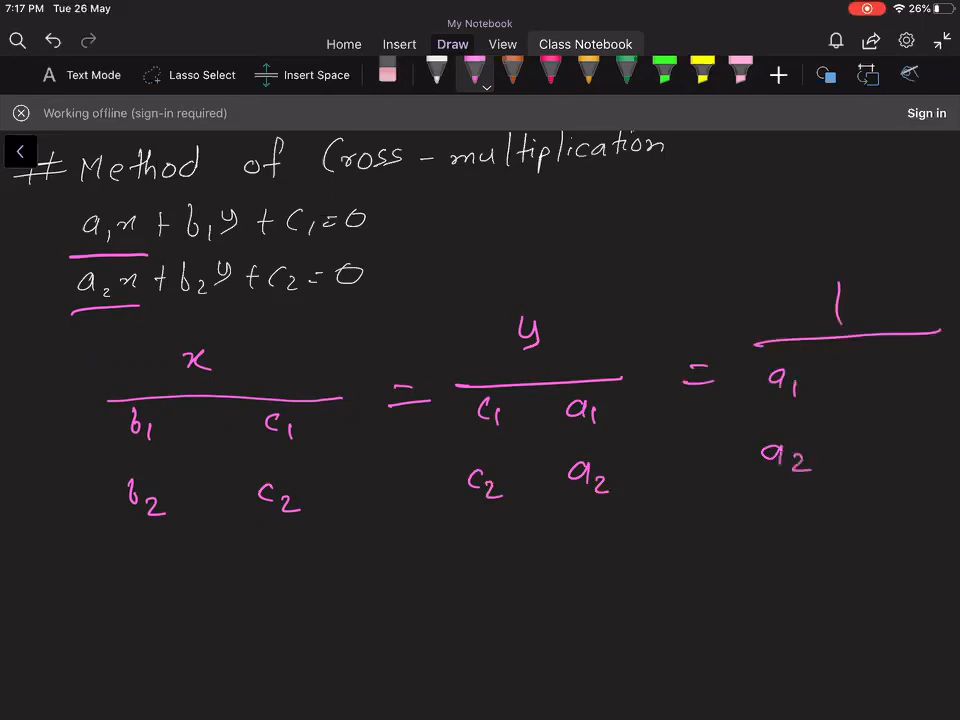 7:17 PM Tue 26 May 26%
My Notebook
Home Insert Draw View Class Notebook
A Text Mode Lasso Select Insert Space
Working offline (sign-in required) Sign in
# Method of Cross-multiplication
a₁x + b₁y + c₁ = 0
a₂x + b₂y + c₂ = 0
x = y = 1
b₁ c₁ c₁ a₁ a₁
b₂ c₂ c₂ a₂ a₂